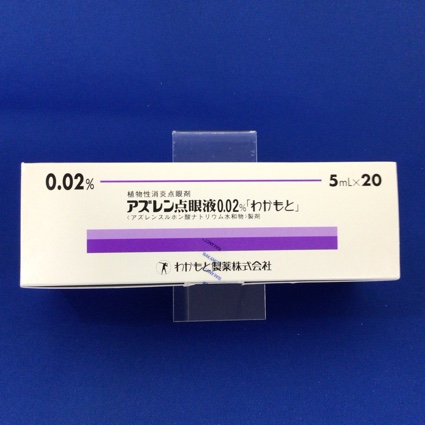 0.02%
5mL×20
植物性消炎点眼剤
アズレン点眼液0.02%「わかもと」
〈アズレンスルホン酸ナトリウム水和物〉製剤
わかもと製薬株式会社